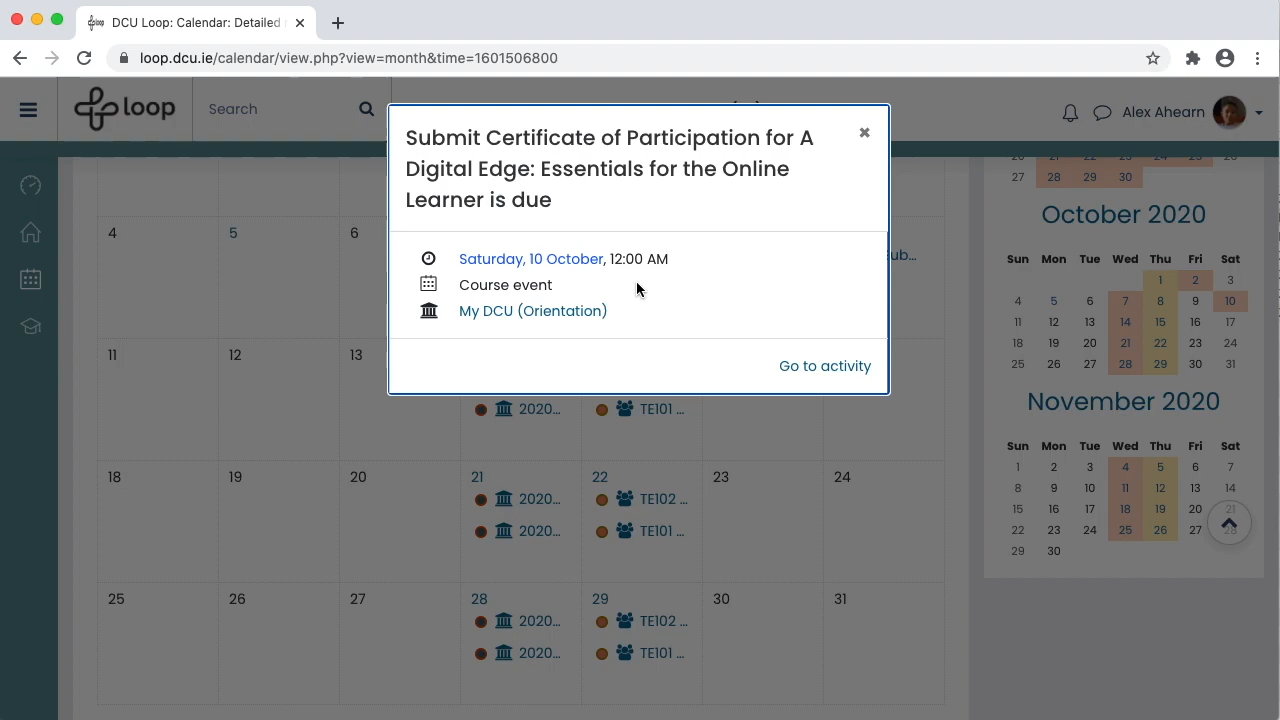 DCU Loop: Calendar: Detailed
loop.dcu.ie/calendar/view.php?view=month&time=1601506800
loop
Search
Alex Ahearn
Submit Certificate of Participation for A
Digital Edge: Essentials for the Online
Learner is due
Saturday, 10 October, 12:00 AM
Course event
My DCU (Orientation)
Go to activity
4 5 6
ub...
11 12 13
2020... TE101 ...
18 19 20 21 22 23 24
2020... TE102 ...
2020... TE101 ...
25 26 27 28 29 30 31
2020... TE102 ...
2020... TE101 ...
27 28 29 30
October 2020
Sun Mon Tue Wed Thu Fri Sat
1 2 3
4 5 6 7 8 9 10
11 12 13 14 15 16 17
18 19 20 21 22 23 24
25 26 27 28 29 30 31
November 2020
Sun Mon Tue Wed Thu Fri Sat
1 2 3 4 5 6 7
8 9 10 11 12 13 14
15 16 17 18 19 20 21
22 23 24 25 26 27 28
29 30